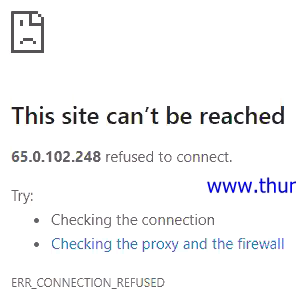 This site can't be reached
65.0.102.248 refused to connect.
Try:
www.thur
• Checking the connection
• Checking the proxy and the firewall
ERR_CONNECTION_REFUSED